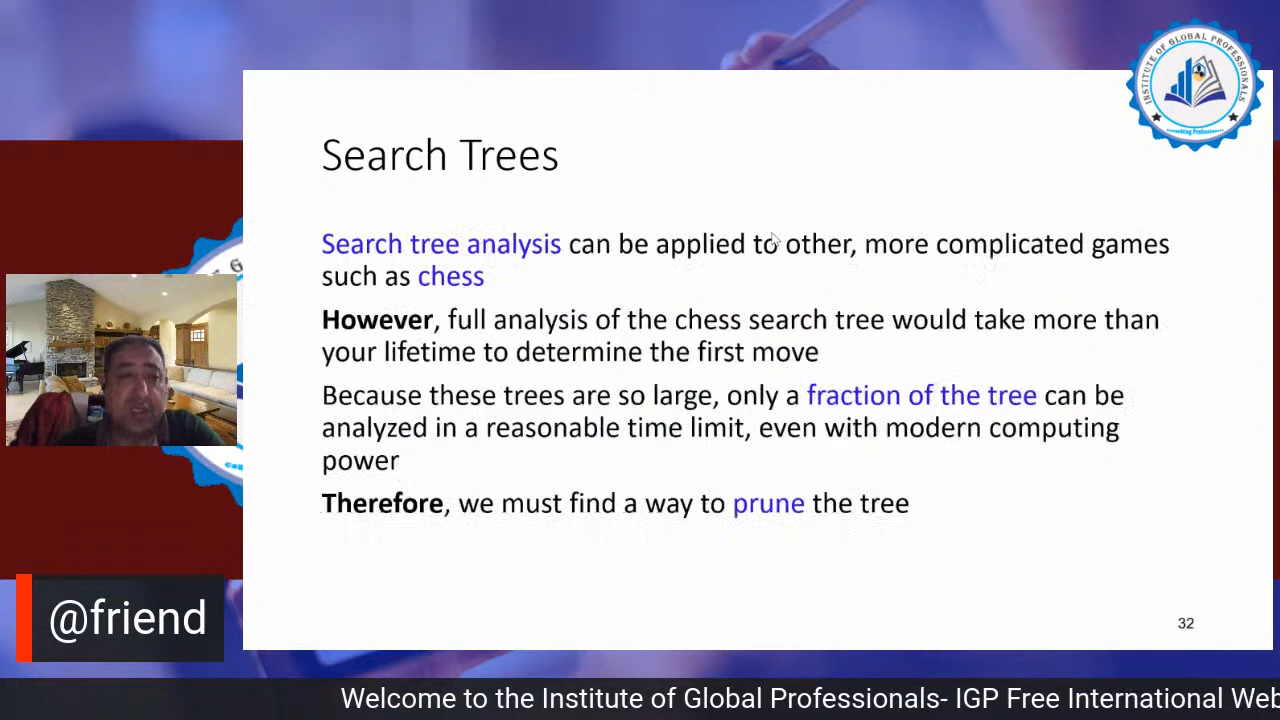 INSTITUTE OF GLOBAL PROFESSIONALS
Consulting Professionals
Search Trees
Search tree analysis can be applied to other, more complicated games
such as chess
However, full analysis of the chess search tree would take more than
your lifetime to determine the first move
Because these trees are so large, only a fraction of the tree can be
analyzed in a reasonable time limit, even with modern computing
power
Therefore, we must find a way to prune the tree
32
@friend
Welcome to the Institute of Global Professionals- IGP Free International Web